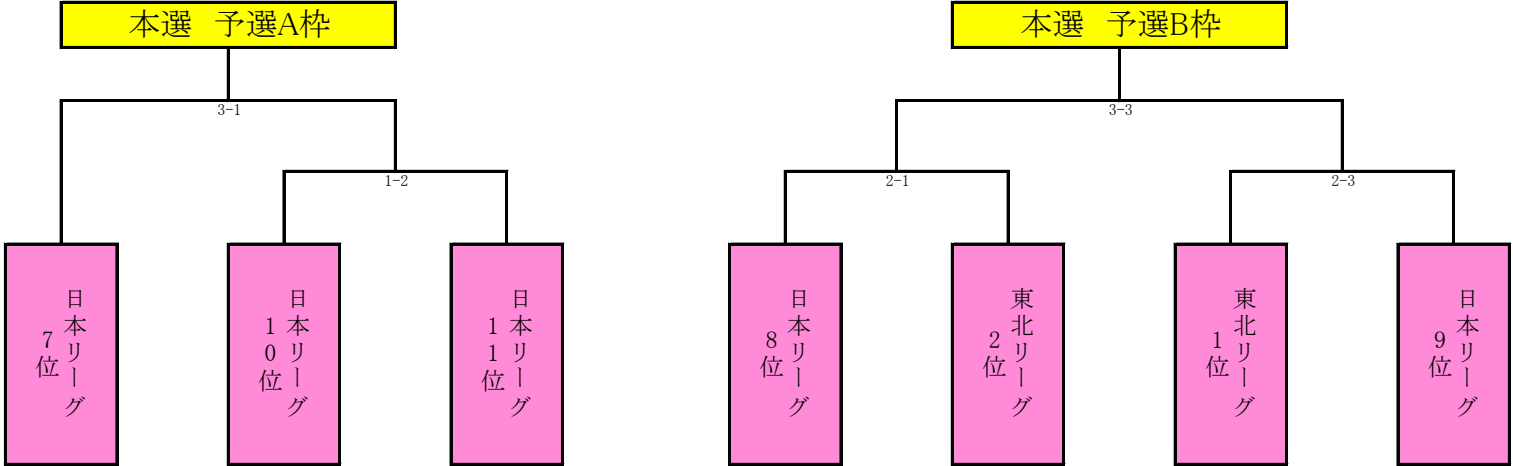 本選 予選A枠
本選 予選B枠
3-1
3-3
1-2
2-1
2-3
日本リーグ
7位
日本リーグ
10位
日本リーグ
11位
日本リーグ
8位
東北リーグ
2位
東北リーグ
1位
日本リーグ
9位